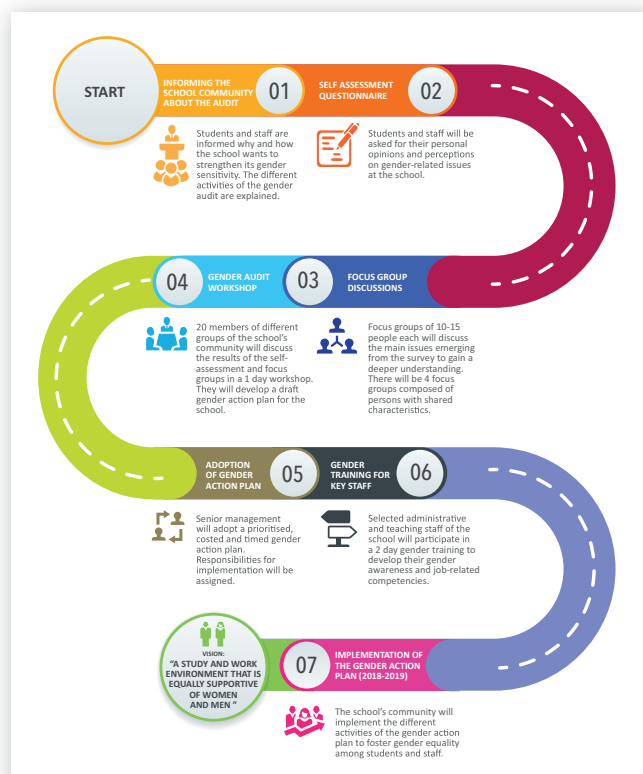 START
INFORMING THE
SCHOOL COMMUNITY
ABOUT THE AUDIT
01
SELF ASSESSMENT
QUESTIONNAIRE
02
Students and staff are
informed why and how
the school wants to
strengthen its gender
sensitivity. The different
activities of the gender
audit are explained.
Students and staff will be
asked for their personal
opinions and perceptions
on gender-related issues
at the school.
04
GENDER AUDIT
WORKSHOP
03
FOCUS GROUP
DISCUSSIONS
20 members of different
groups of the school's
community will discuss
the results of the self-
assessment and focus
groups in a 1 day workshop.
They will develop a draft
gender action plan for the
school.
Focus groups of 10-15
people each will discuss
the main issues emerging
from the survey to gain a
deeper understanding.
There will be 4 focus
groups composed of
persons with shared
characteristics.
ADOPTION
OF GENDER
ACTION PLAN
05
GENDER
TRAINING FOR
KEY STAFF
06
Senior management
will adopt a prioritised,
costed and timed gender
action plan.
Responsibilities for
implementation will be
assigned.
Selected administrative
and teaching staff of the
school will participate in
a 2 day gender training to
develop their gender
awareness and job-related
competencies.
VISION:
"A STUDY AND WORK
ENVIRONMENT THAT IS
EQUALLY SUPPORTIVE
OF WOMEN
AND MEN "
07
IMPLEMENTATION OF
THE GENDER ACTION
PLAN (2018-2019)
The school's community will
implement the different
activities of the gender action
plan to foster gender equality
among students and staff.